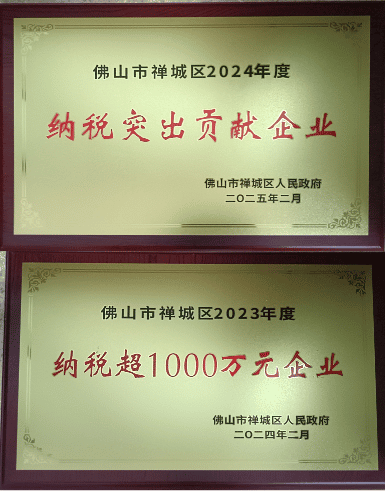 佛山市禅城区2024年度
纳税突出贡献企业
佛山市禅城区人民政府
二〇二五年二月
佛山市禅城区2023年度
纳税超1000万元企业
佛山市禅城区人民政府
二〇二四年二月